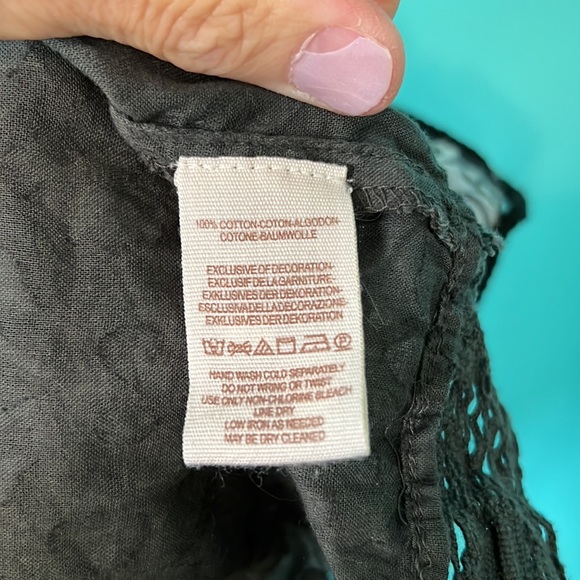 100% COTTON-COTON-ALGODON-
COTONE-BAUMWOLLE
EXCLUSIVE OF DECORATION-
EXCLUSIF DE LA GARNITURE-
EXKLUSIVES DER DEKORATION-
ESCLUSIVA DELLA DECORAZIONE-
EXKLUSIVES DER DEKORATION
HAND WASH COLD SEPARATELY
DO NOT WRING OR TWIST
USE ONLY NON-CHLORINE BLEACH
LINE DRY
LOW IRON AS NEEDED
MAY BE DRY CLEANED